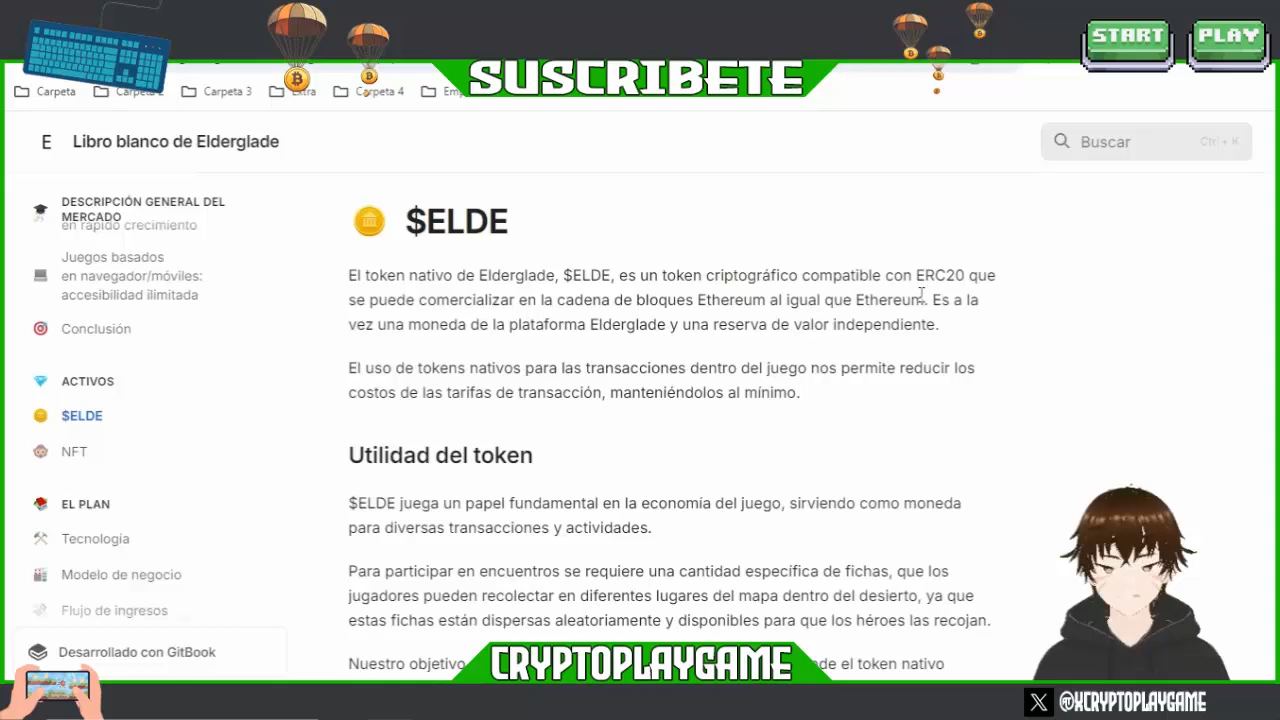 START
PLAY
SUSCRIBETE
Carpeta
Carpeta 3
Extra
Carpeta 4
E
Libro blanco de Elderglade
Buscar
Ctrl + K
DESCRIPCIÓN GENERAL DEL
MERCADO
en rápido crecimiento
Juegos basados
en navegador/móviles:
accesibilidad ilimitada
Conclusión
ACTIVOS
$ELDE
NFT
EL PLAN
Tecnología
Modelo de negocio
Flujo de ingresos
Desarrollado con GitBook
$ELDE
El token nativo de Elderglade, $ELDE, es un token criptográfico compatible con ERC20 que
se puede comercializar en la cadena de bloques Ethereum al igual que Ethereum. Es a la
vez una moneda de la plataforma Elderglade y una reserva de valor independiente.
El uso de tokens nativos para las transacciones dentro del juego nos permite reducir los
costos de las tarifas de transacción, manteniéndolos al mínimo.
Utilidad del token
$ELDE juega un papel fundamental en la economía del juego, sirviendo como moneda
para diversas transacciones y actividades.
Para participar en encuentros se requiere una cantidad específica de fichas, que los
jugadores pueden recolectar en diferentes lugares del mapa dentro del desierto, ya que
estas fichas están dispersas aleatoriamente y disponibles para que los héroes las recojan.
Nuestro objetivo
el token nativo
CRYPTOPLAYGAME
@XCRYPTOPLAYGAME